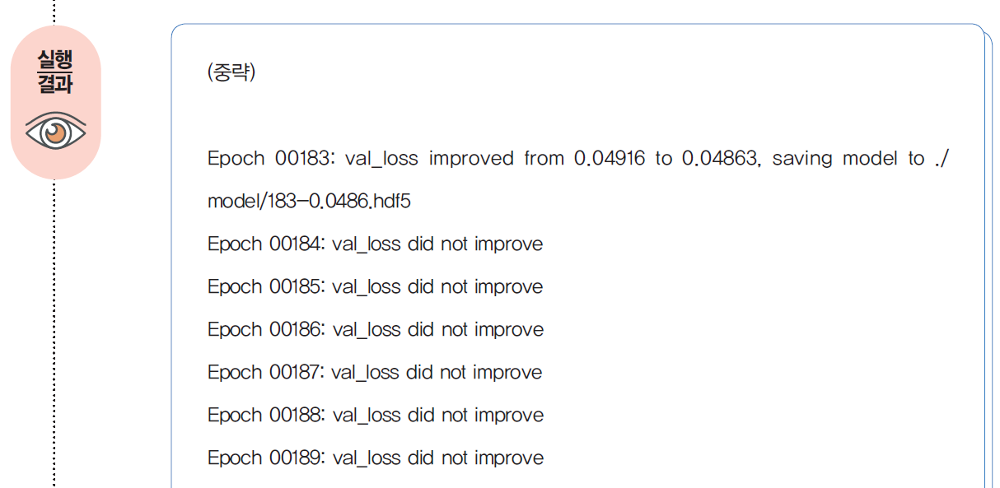 실행
결과
(중략)
Epoch 00183: val_loss improved from 0.04916 to 0.04863, saving model to ./
model/183-0.0486.hdf5
Epoch 00184: val_loss did not improve
Epoch 00185: val_loss did not improve
Epoch 00186: val_loss did not improve
Epoch 00187: val_loss did not improve
Epoch 00188: val_loss did not improve
Epoch 00189: val_loss did not improve